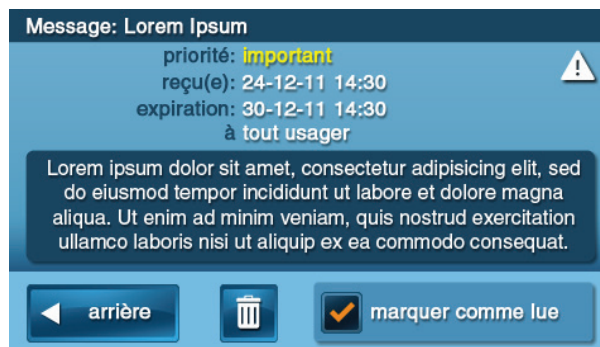 Message: Lorem Ipsum
priorité: important
reçu(e): 24-12-11 14:30
expiration: 30-12-11 14:30
à tout usager
Lorem ipsum dolor sit amet, consectetur adipisicing elit, sed
do eiusmod tempor incididunt ut labore et dolore magna
aliqua. Ut enim ad minim veniam, quis nostrud exercitation
ullamco laboris nisi ut aliquip ex ea commodo consequat.
arrière
marquer comme lue